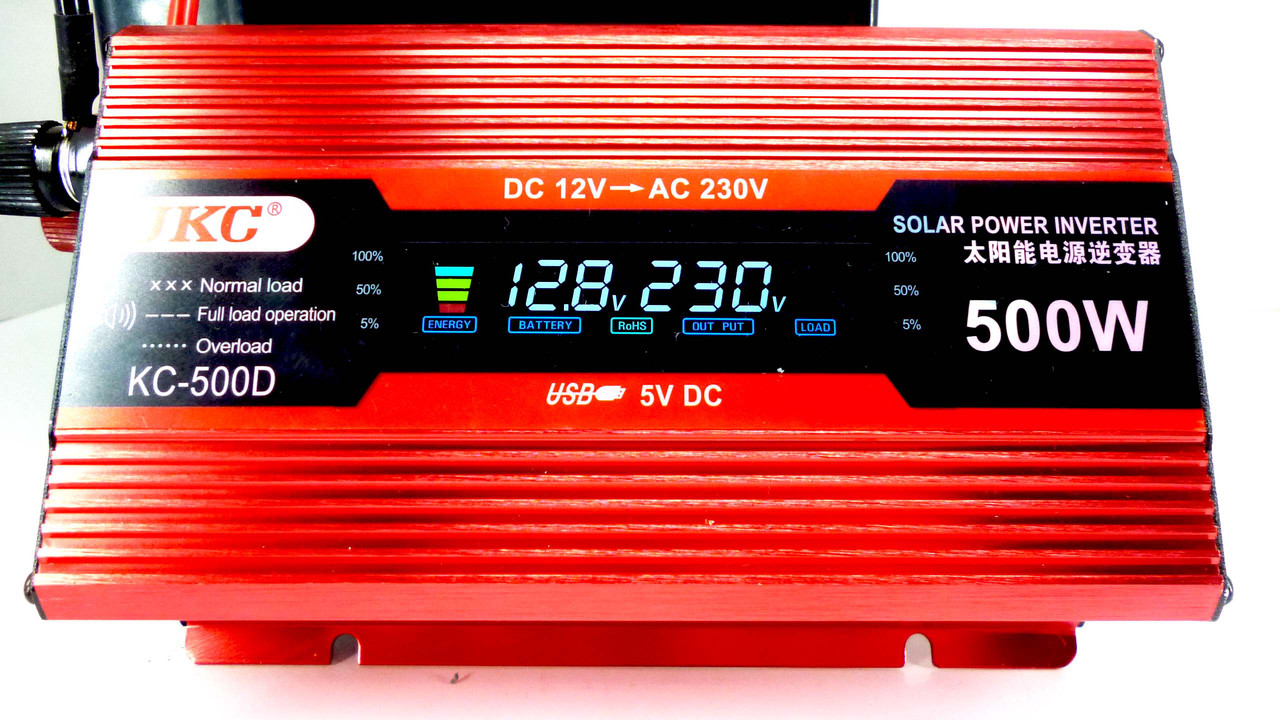 DC 12V→AC 230V
JKC®
SOLAR POWER INVERTER
太阳能电源逆变器
100%
50%
5%
12.8V 230V
100%
50%
5%
××× Normal load
——— Full load operation
...... Overload
ENERGY BATTERY RoHS OUT PUT LOAD
500W
KC-500D
USB 5V DC